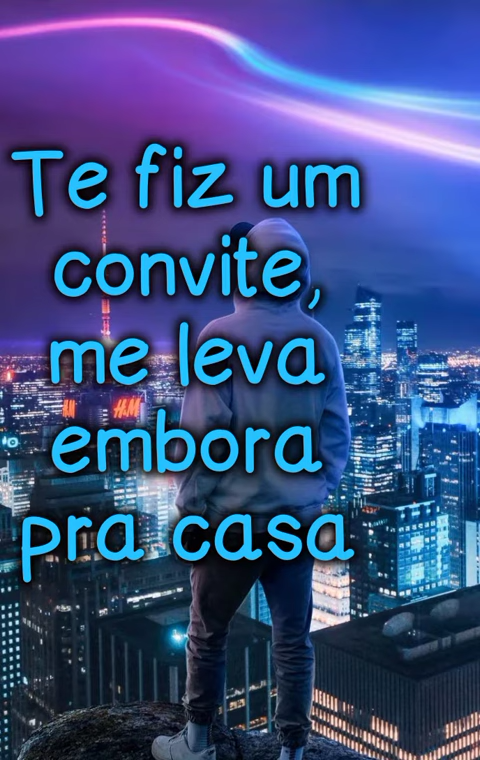 Te fiz um
convite,
me leva
H&M
embora
pra casa